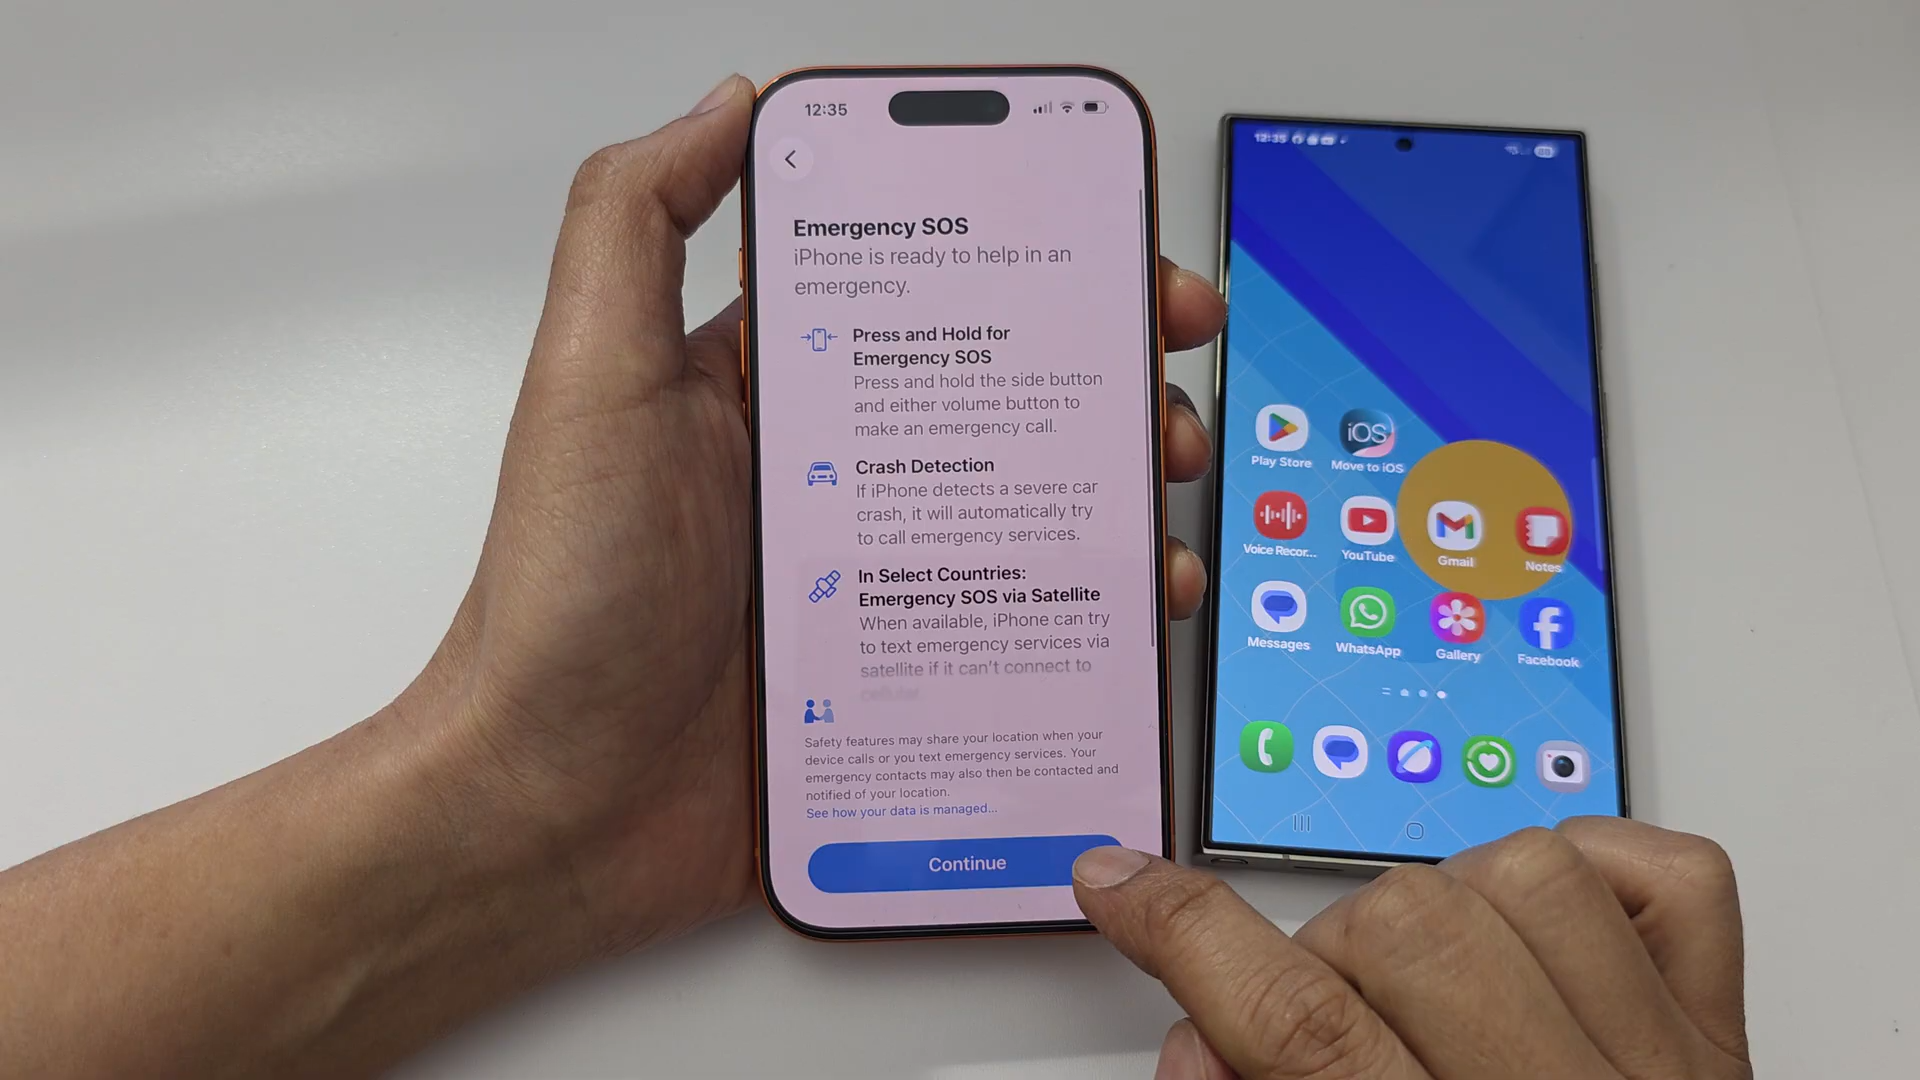 12:35
Emergency SOS
iPhone is ready to help in an
emergency.
Press and Hold for
Emergency SOS
Press and hold the side button
and either volume button to
make an emergency call.
Crash Detection
If iPhone detects a severe car
crash, it will automatically try
to call emergency services.
In Select Countries:
Emergency SOS via Satellite
When available, iPhone can try
to text emergency services via
satellite if it can't connect to
cellular.
Safety features may share your location when your
device calls or you text emergency services. Your
emergency contacts may also then be contacted and
notified of your location.
See how your data is managed...
Continue
12:35
iOS
Play Store
Move to iOS
Voice Recor...
YouTube
Gmail
Notes
Messages
WhatsApp
Gallery
Facebook